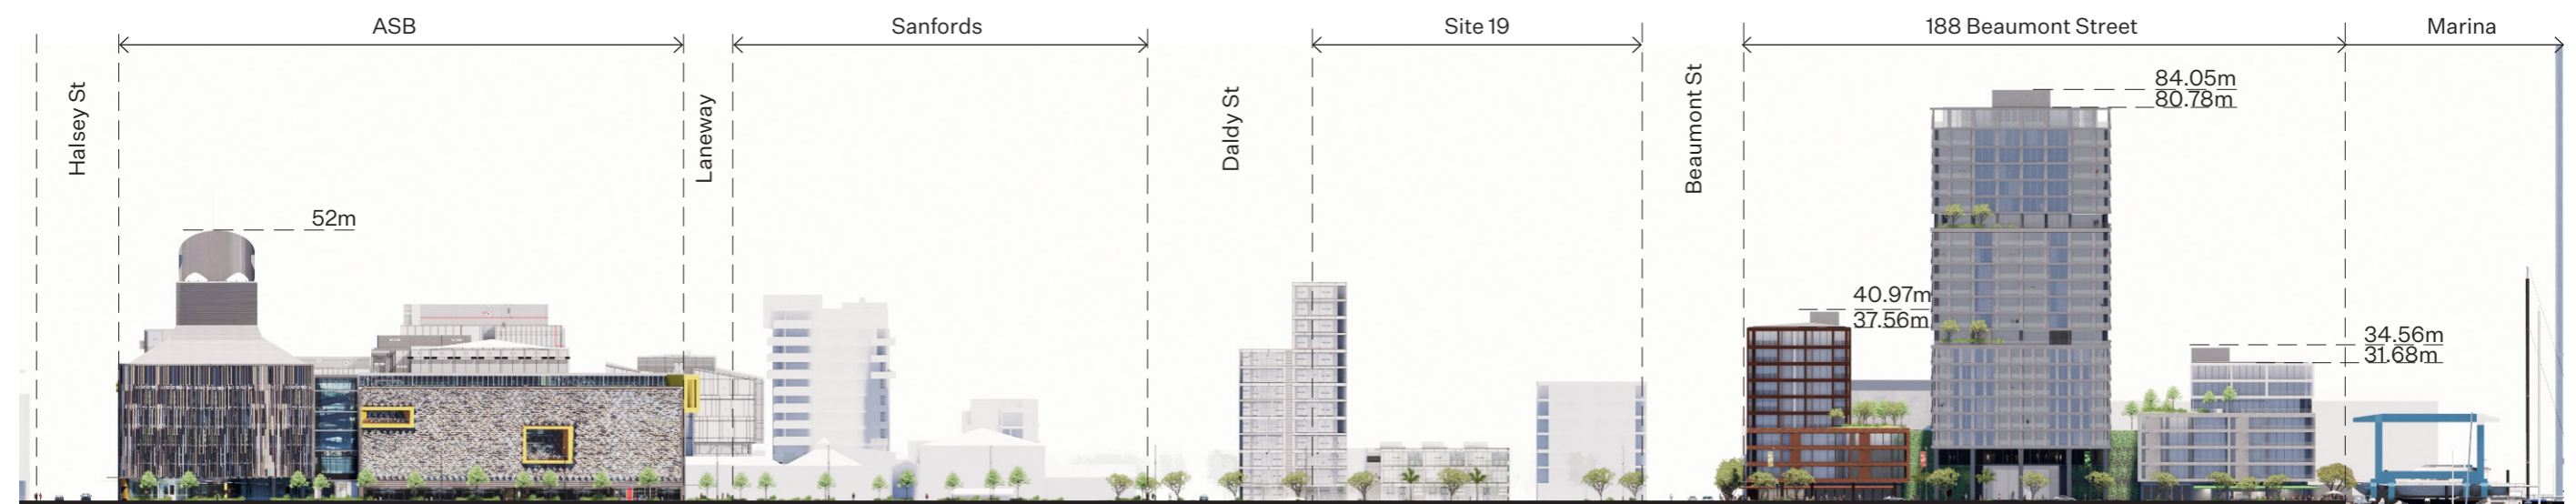 ASB
Sanfords
Site 19
188 Beaumont Street
Marina
Halsey St
Laneway
Daldy St
Beaumont St
84.05m
80.78m
52m
40.97m
37.56m
34.56m
31.68m